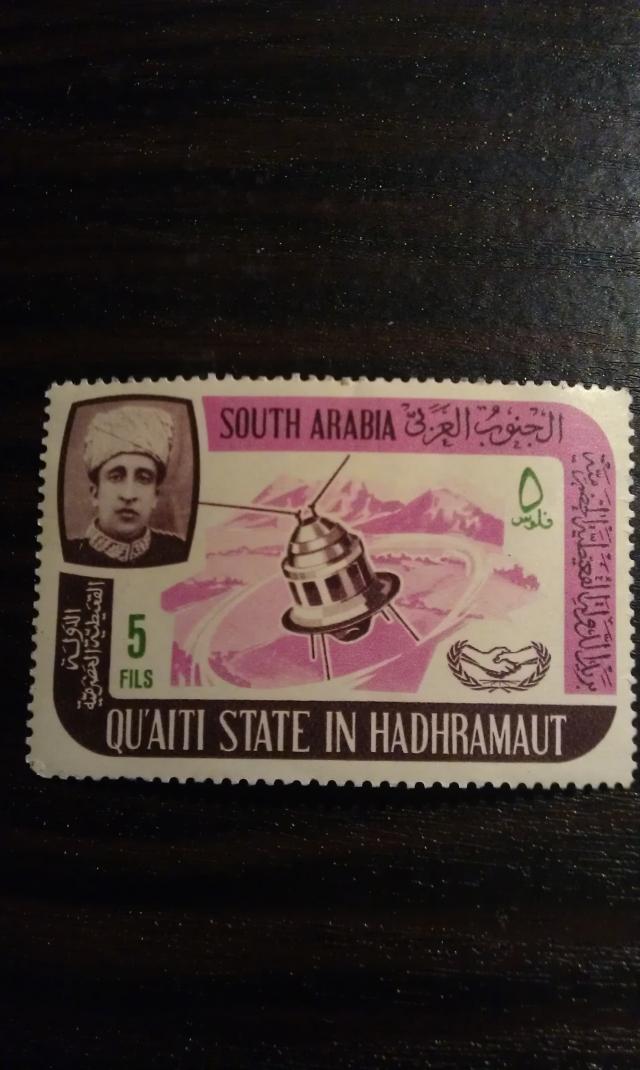 SOUTH ARABIA الجنوب العربي
٥
فلوس
الدولة
القعيطية الحضرمية
5
FILS
QU'AITI STATE IN HADHRAMAUT